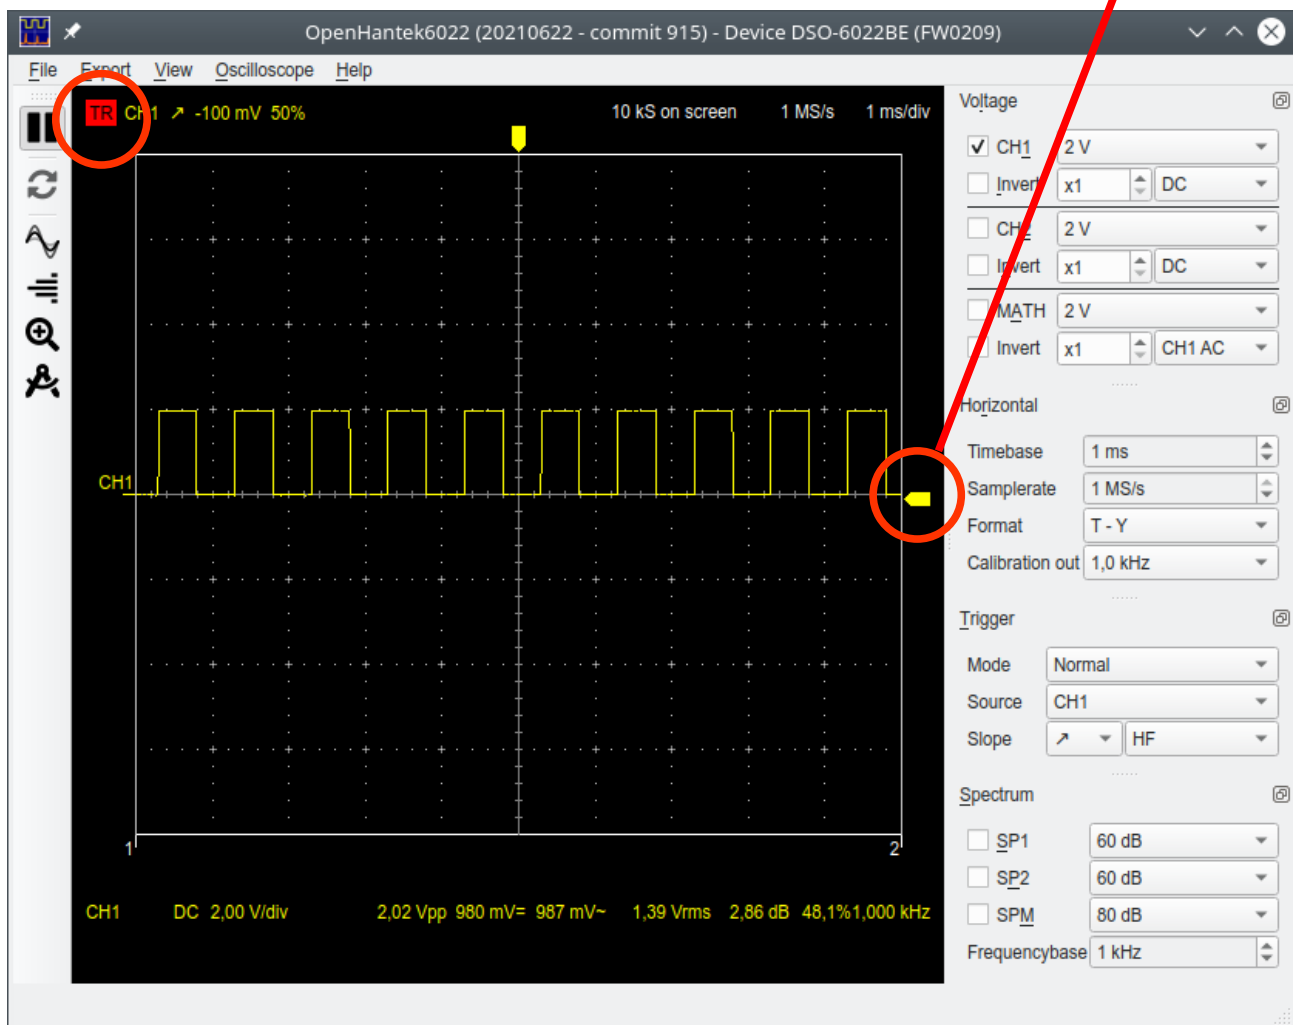 OpenHantek6022 (20210622 - commit 915) - Device DSO-6022BE (FW0209)
File Export View Oscilloscope Help
TR CH1 ↗ -100 mV 50% 10 kS on screen 1 MS/s 1 ms/div
Voltage
CH1 2 V
Invert x1 DC
CH2 2 V
Invert x1 DC
MATH 2 V
Invert x1 CH1 AC
Horizontal
Timebase 1 ms
CH1
Samplerate 1 MS/s
Format T - Y
Calibration out 1,0 kHz
Trigger
Mode Normal
Source CH1
Slope ↗ HF
Spectrum
SP1 60 dB
1 2
SP2 60 dB
SPM 80 dB
CH1 DC 2,00 V/div 2,02 Vpp 980 mV= 987 mV~ 1,39 Vrms 2,86 dB 48,1% 1,000 kHz
Frequencybase 1 kHz